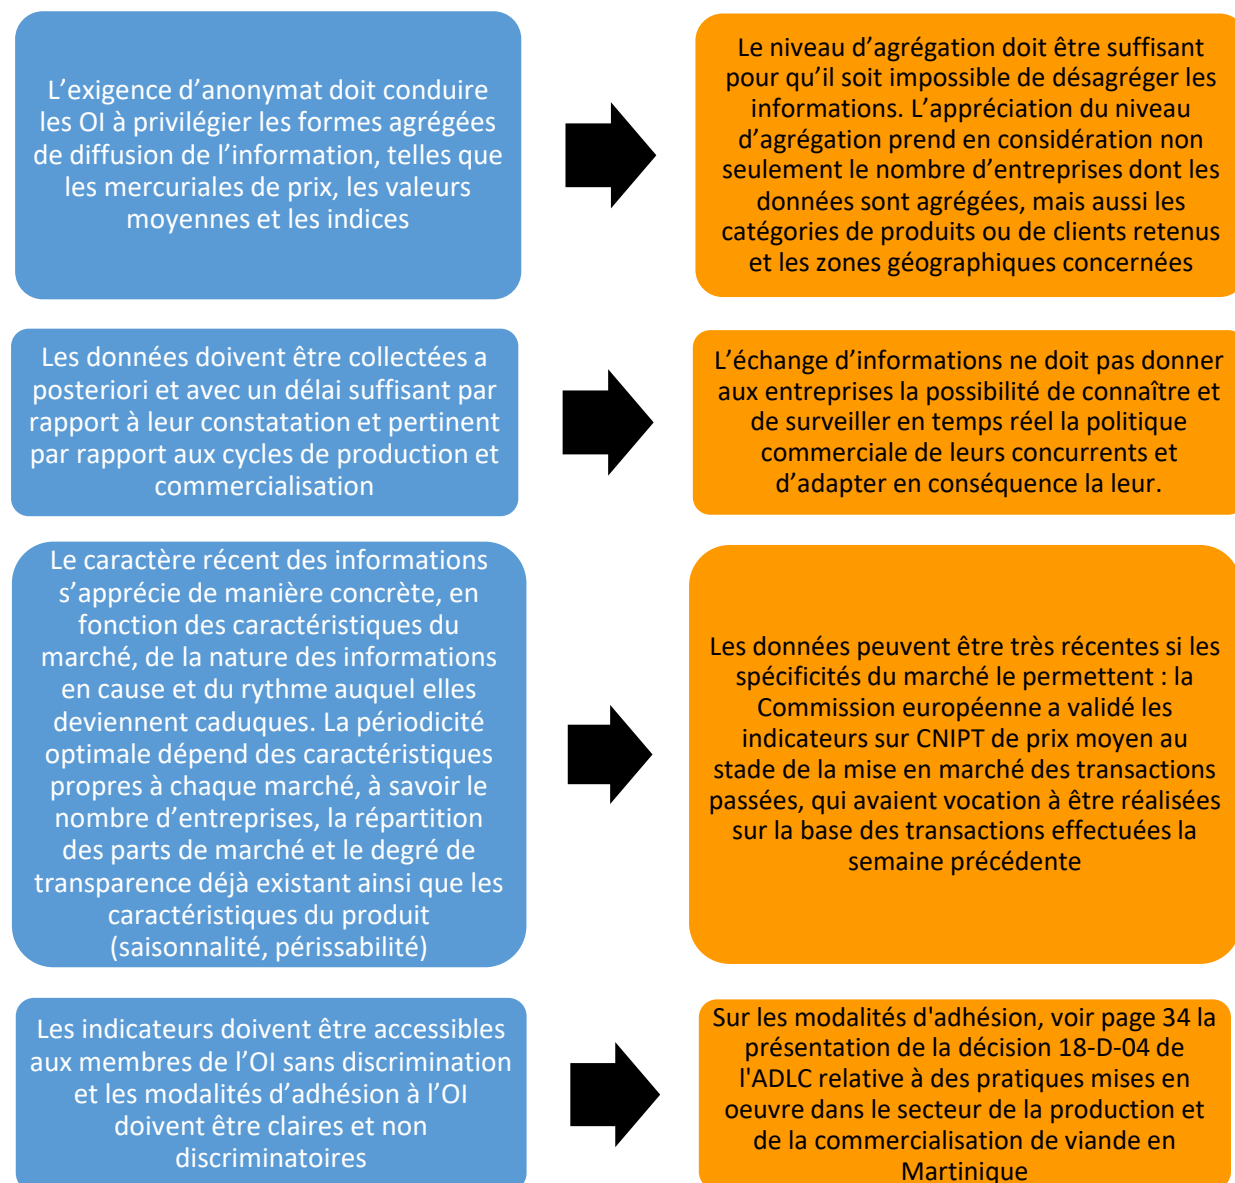 L’exigence d’anonymat doit conduire
les OI à privilégier les formes agrégées
de diffusion de l’information, telles que
les mercuriales de prix, les valeurs
moyennes et les indices
Le niveau d’agrégation doit être suffisant
pour qu’il soit impossible de désagréger les
informations. L’appréciation du niveau
d’agrégation prend en considération non
seulement le nombre d’entreprises dont les
données sont agrégées, mais aussi les
catégories de produits ou de clients retenus
et les zones géographiques concernées
Les données doivent être collectées a
posteriori et avec un délai suffisant par
rapport à leur constatation et pertinent
par rapport aux cycles de production et
commercialisation
L’échange d’informations ne doit pas donner
aux entreprises la possibilité de connaître et
de surveiller en temps réel la politique
commerciale de leurs concurrents et
d’adapter en conséquence la leur.
Le caractère récent des informations
s’apprécie de manière concrète, en
fonction des caractéristiques du
marché, de la nature des informations
en cause et du rythme auquel elles
deviennent caduques. La périodicité
optimale dépend des caractéristiques
propres à chaque marché, à savoir le
nombre d’entreprises, la répartition
des parts de marché et le degré de
transparence déjà existant ainsi que les
caractéristiques du produit
(saisonnalité, périssabilité)
Les données peuvent être très récentes si les
spécificités du marché le permettent : la
Commission européenne a validé les
indicateurs sur CNIPT de prix moyen au
stade de la mise en marché des transactions
passées, qui avaient vocation à être réalisées
sur la base des transactions effectuées la
semaine précédente
Les indicateurs doivent être accessibles
aux membres de l’OI sans discrimination
et les modalités d’adhésion à l’OI
doivent être claires et non
discriminatoires
Sur les modalités d'adhésion, voir page 34 la
présentation de la décision 18-D-04 de
l'ADLC relative à des pratiques mises en
oeuvre dans le secteur de la production et
de la commercialisation de viande en
Martinique